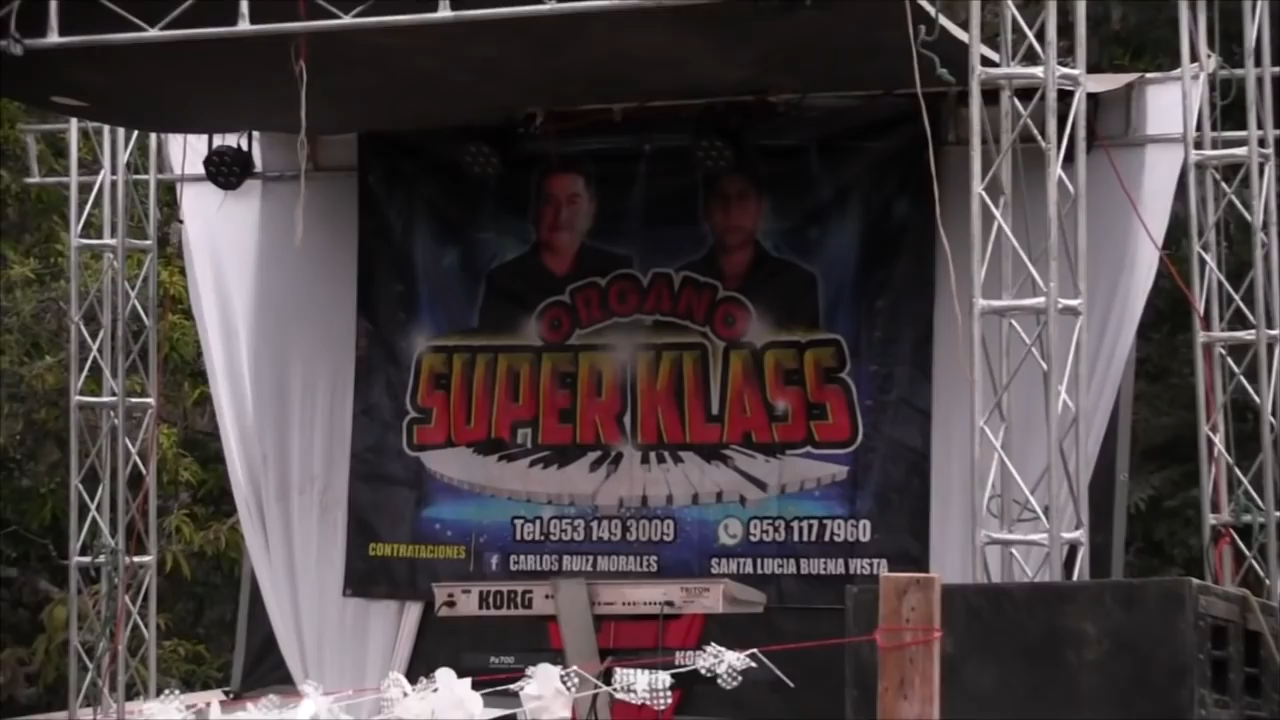 ORGANO
SUPER KLASS
Tel. 953 149 3009
953 117 7960
CONTRATACIONES
f CARLOS RUIZ MORALES
SANTA LUCIA BUENA VISTA
KORG
TRITON
Pa700